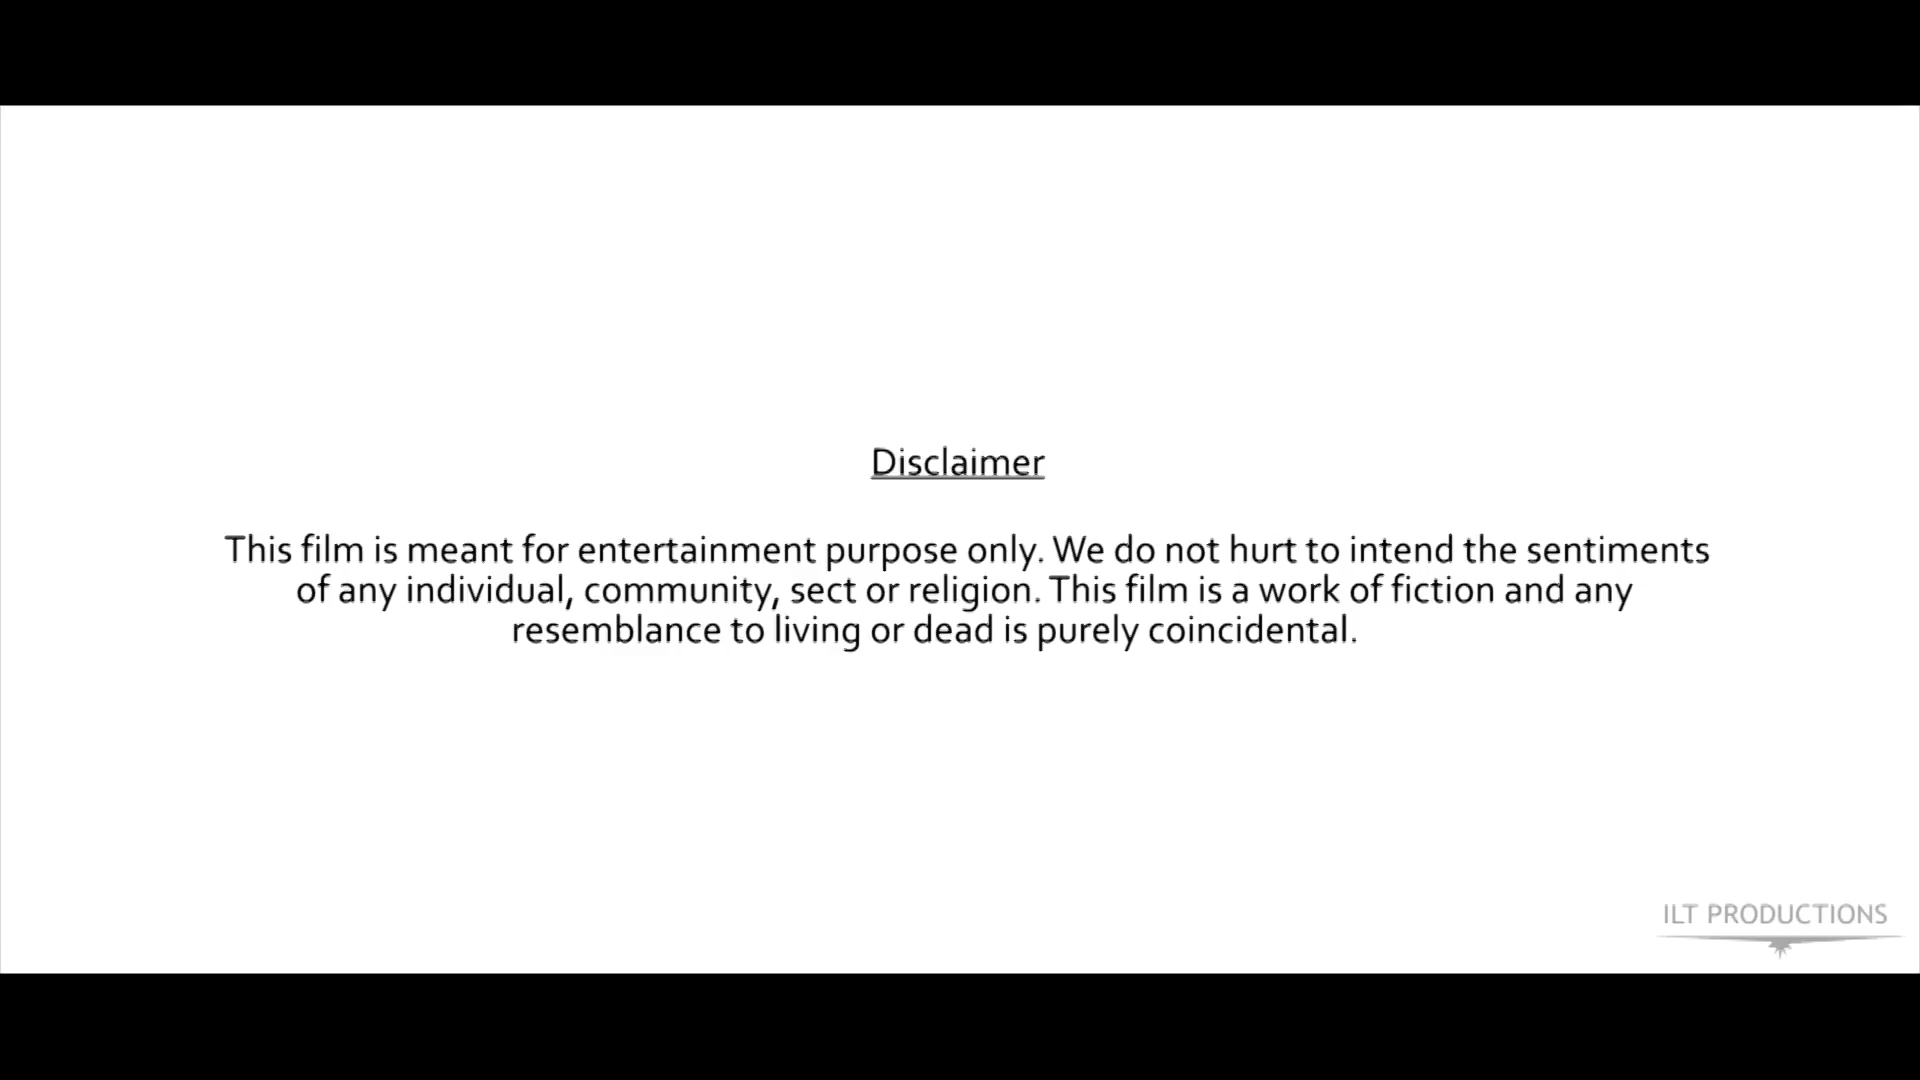 Disclaimer
This film is meant for entertainment purpose only. We do not hurt to intend the sentiments
of any individual, community, sect or religion. This film is a work of fiction and any
resemblance to living or dead is purely coincidental.
ILT PRODUCTIONS